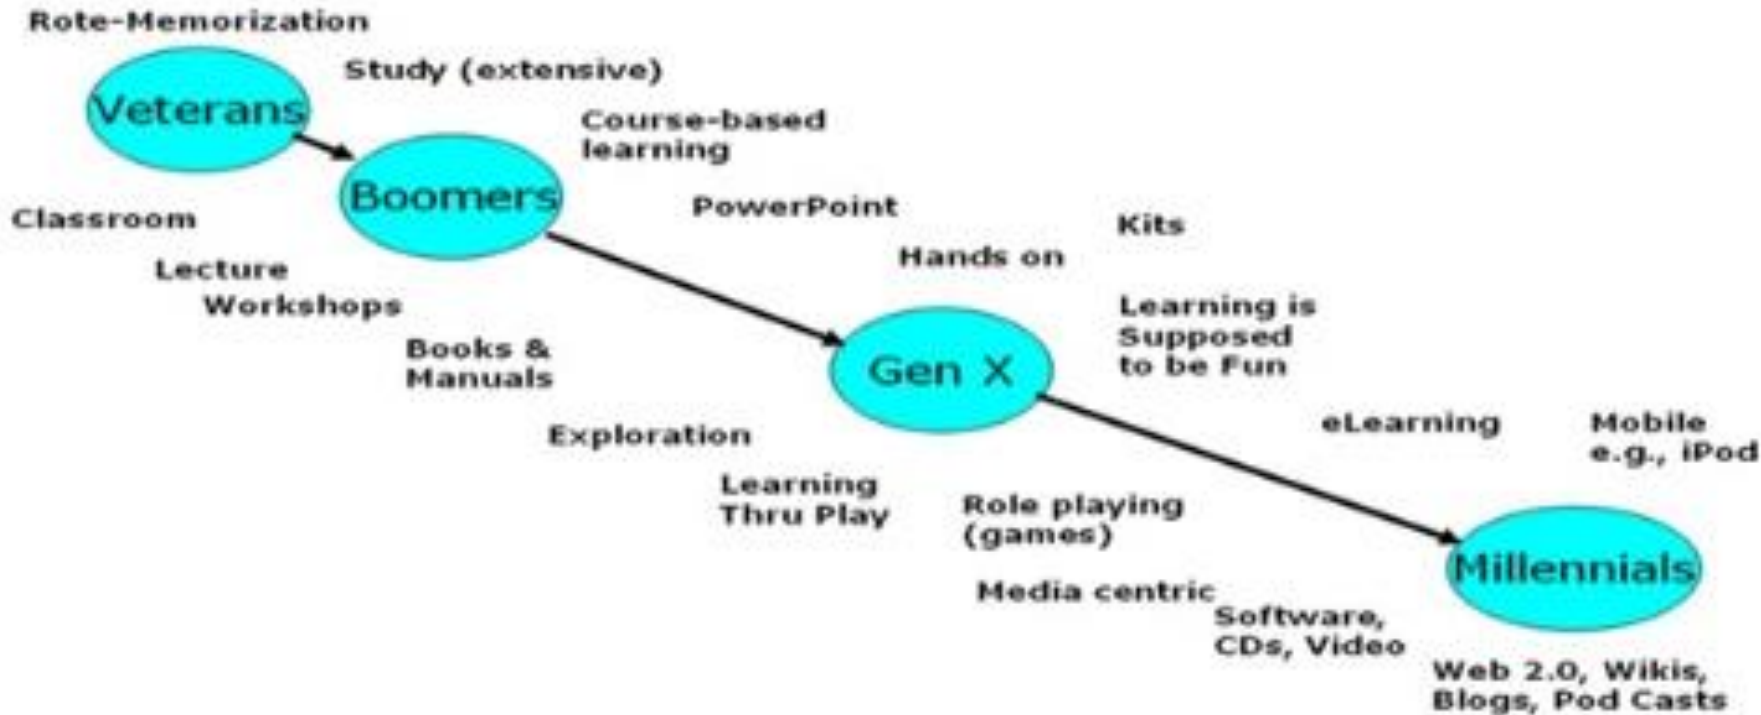 Rote-Memorization
Study (extensive)
Veterans
Course-based
learning
Boomers
PowerPoint
Classroom
Kits
Hands on
Lecture
Workshops
Learning is
Supposed
to be Fun
Books &
Manuals
Gen X
eLearning
Mobile
e.g., iPod
Exploration
Learning
Thru Play
Role playing
(games)
Millennials
Media centric
Software,
CDs, Video
Web 2.0, Wikis,
Blogs, Pod Casts